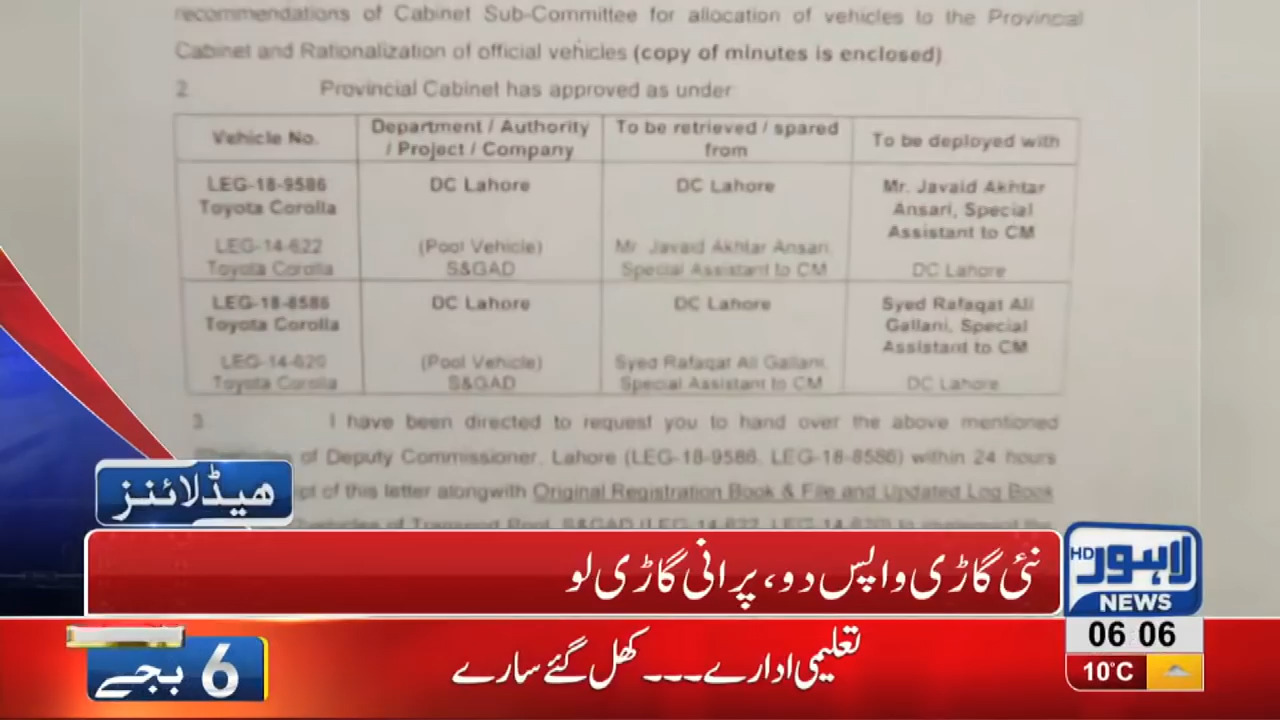 recommendations of Cabinet Sub-Committee for allocation of vehicles to the Provincial
Cabinet and Rationalization of official vehicles (copy of minutes is enclosed)
2 Provincial Cabinet has approved as under
Vehicle No. Department / Authority / Project / Company To be retrieved / spared from To be deployed with
LEG-18-9586 Toyota Corolla DC Lahore DC Lahore Mr. Javaid Akhtar Ansari, Special Assistant to CM
LEG-14-622 Toyota Corolla (Pool Vehicle) S&GAD Mr. Javaid Akhtar Ansari, Special Assistant to CM DC Lahore
LEG-18-8586 Toyota Corolla DC Lahore DC Lahore Syed Rafaqat Ali Gallani, Special Assistant to CM
LEG-14-620 Toyota Corolla (Pool Vehicle) S&GAD Syed Rafaqat Ali Gallani, Special Assistant to CM DC Lahore
3 I have been directed to request you to hand over the above mentioned
of Deputy Commissioner, Lahore (LEG-18-9586, LEG-18-8586) within 24 hours
of this letter alongwith Original Registration Book & File and Updated Log Book
ہیڈلائنز
نئی گاڑی واپس دو، پرانی گاڑی لو
HD لاہور
NEWS
06 06
10°C
6 بجے
تعلیمی ادارے۔۔۔ کھل گئے سارے